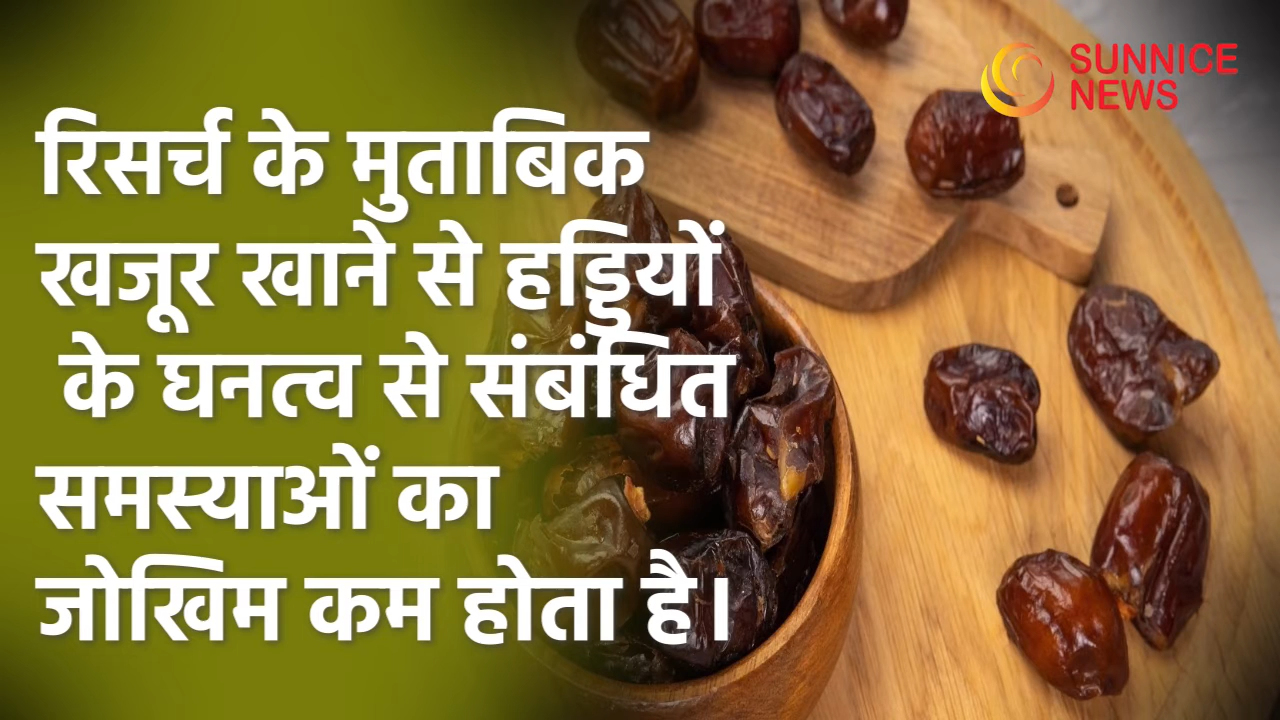 SUNNICE
NEWS
रिसर्च के मुताबिक
खजूर खाने से हड्डियों
के घनत्व से संबंधित
समस्याओं का
जोखिम कम होता है।